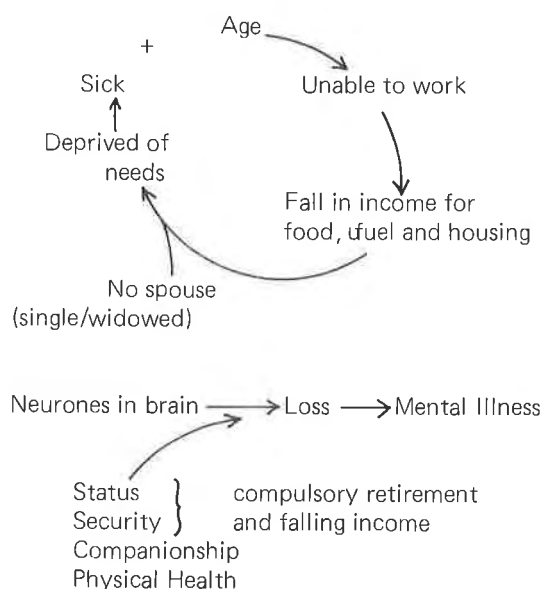 Age
+
Sick
Unable to work
Deprived of
needs
Fall in income for
food, ufuel and housing
No spouse
(single/widowed)
Neurones in brain Loss Mental Illness
Status } compulsory retirement
Security } and falling income
Companionship
Physical Health